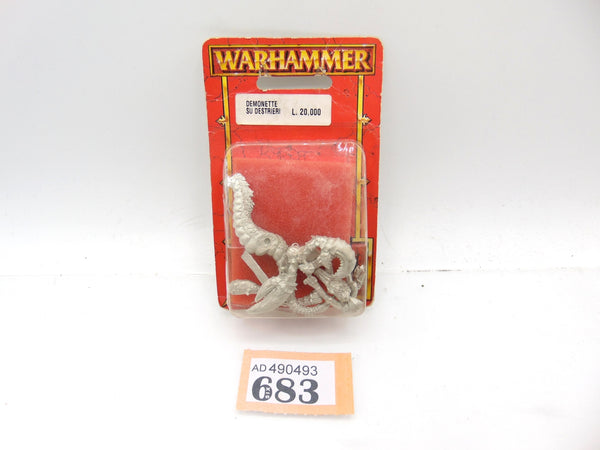 WARHAMMER
DEMONETTE
SU DESTRIERI L. 20,000
AD 490493
683